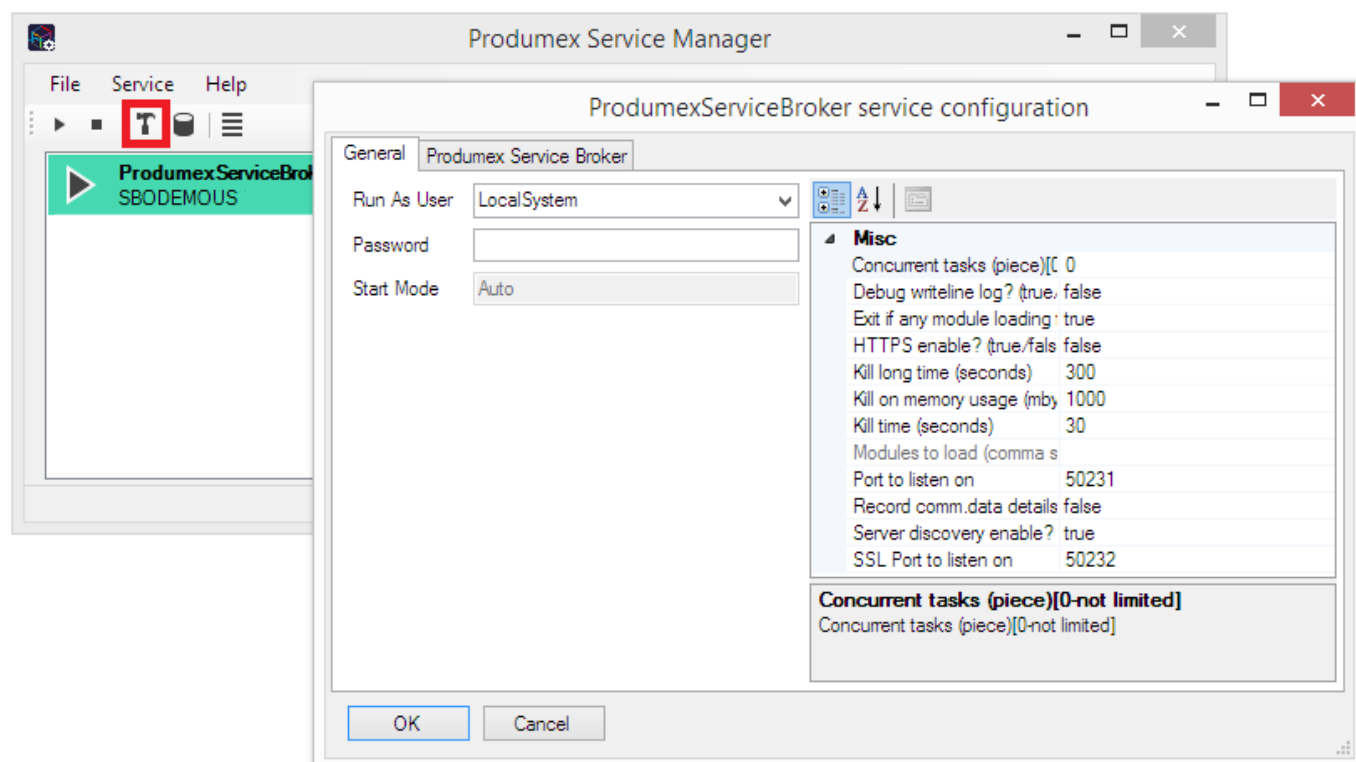 Produmex Service Manager
File Service Help
ProdumexServiceBro
SBODEMOUS
ProdumexServiceBroker service configuration
General Produmex Service Broker
Run As User LocalSystem
Password
Start Mode Auto
Misc
Concurrent tasks (piece)[0 0
Debug writeline log? (true/ false
Exit if any module loading true
HTTPS enable? (true/fals false
Kill long time (seconds) 300
Kill on memory usage (mby 1000
Kill time (seconds) 30
Modules to load (comma s
Port to listen on 50231
Record comm.data details false
Server discovery enable? true
SSL Port to listen on 50232
Concurrent tasks (piece)[0-not limited]
Concurrent tasks (piece)[0-not limited]
OK Cancel